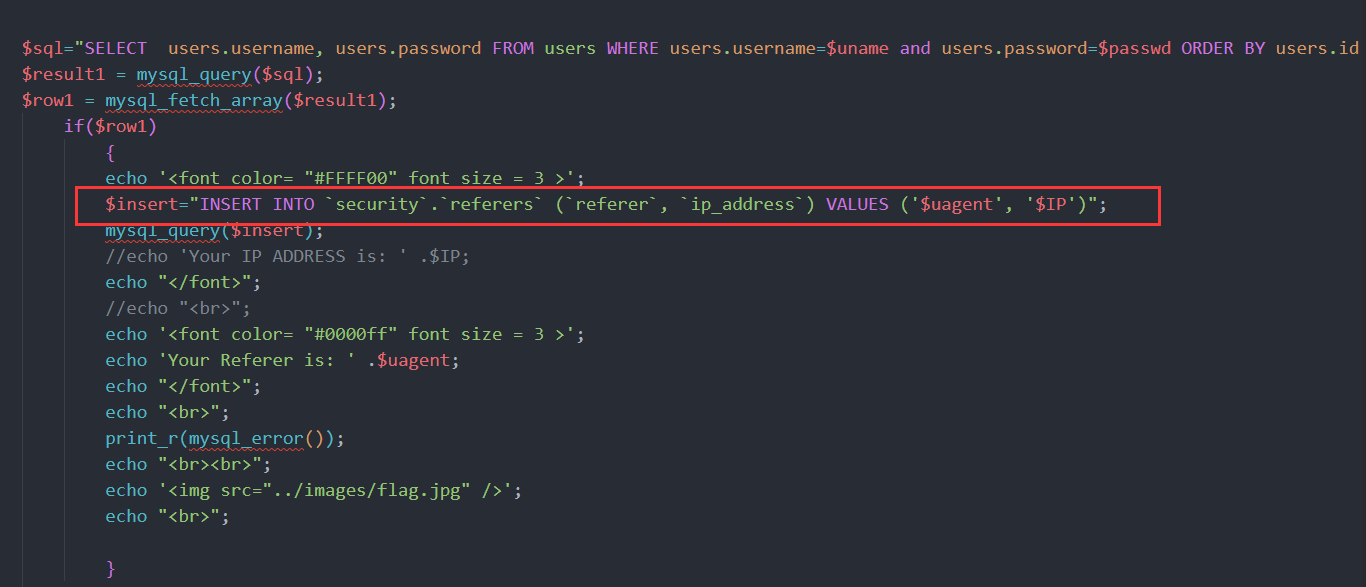 $sql="SELECT  users.username, users.password FROM users WHERE users.username=$uname and users.password=$passwd ORDER BY users.id
$result1 = mysql_query($sql);
$row1 = mysql_fetch_array($result1);
    if($row1)
        {
        echo '<font color= "#FFFF00" font size = 3 >';
        $insert="INSERT INTO `security`.`referers` (`referer`, `ip_address`) VALUES ('$uagent', '$IP')";
        mysql_query($insert);
        //echo 'Your IP ADDRESS is: ' .$IP;
        echo "</font>";
        //echo "<br>";
        echo '<font color= "#0000ff" font size = 3 >';
        echo 'Your Referer is: ' .$uagent;
        echo "</font>";
        echo "<br>";
        print_r(mysql_error());
        echo "<br><br>";
        echo '<img src="../images/flag.jpg" />';
        echo "<br>";
        }